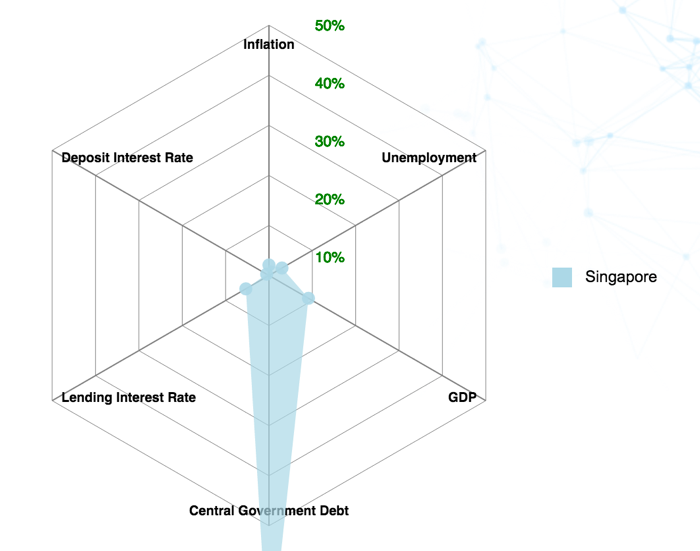 50%
Inflation
40%
30%
Deposit Interest Rate
Unemployment
20%
10%
Singapore
Lending Interest Rate
GDP
Central Government Debt